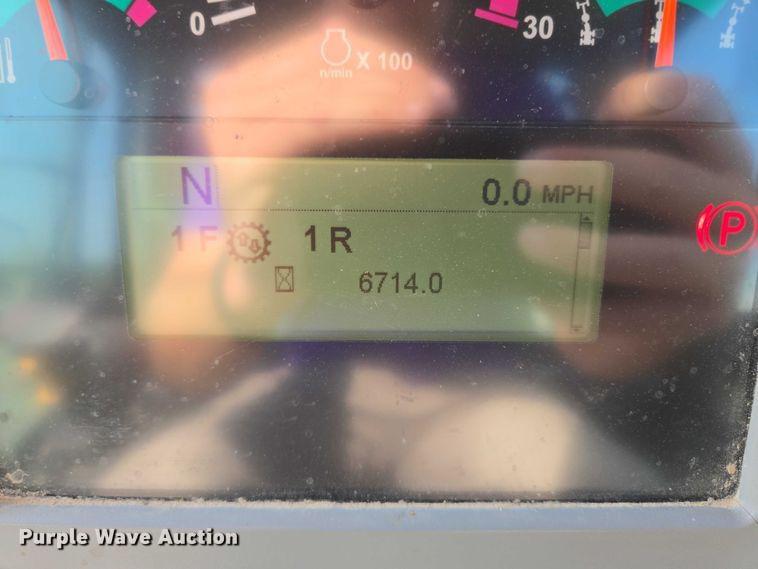 0 30
n/min X 100
N 0.0 MPH
1 F 1 R
6714.0
P
Purple Wave Auction